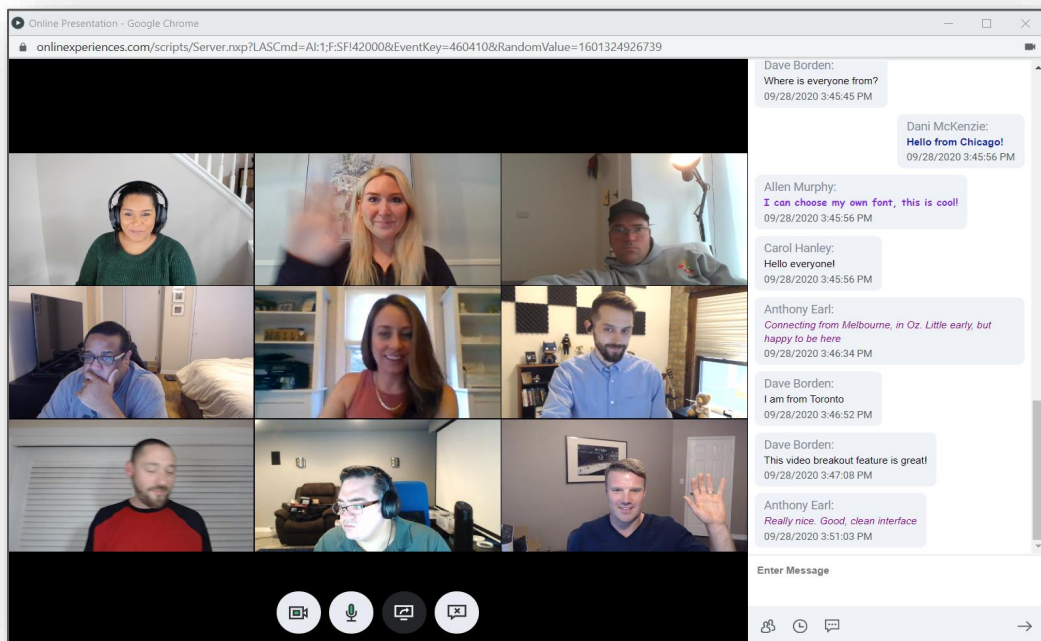 Online Presentation - Google Chrome
onlinexperiences.com/scripts/Server.nxp?LASCmd=AI:1;F:SF!42000&EventKey=460410&RandomValue=1601324926739
Dave Borden:
Where is everyone from?
09/28/2020 3:45:45 PM
Dani McKenzie:
Hello from Chicago!
09/28/2020 3:45:56 PM
Allen Murphy:
I can choose my own font, this is cool!
09/28/2020 3:45:56 PM
Carol Hanley:
Hello everyone!
09/28/2020 3:45:56 PM
Anthony Earl:
Connecting from Melbourne, in Oz. Little early, but
happy to be here
09/28/2020 3:46:34 PM
Dave Borden:
I am from Toronto
09/28/2020 3:46:52 PM
Dave Borden:
This video breakout feature is great!
09/28/2020 3:47:08 PM
Anthony Earl:
Really nice. Good, clean interface
09/28/2020 3:51:03 PM
Enter Message